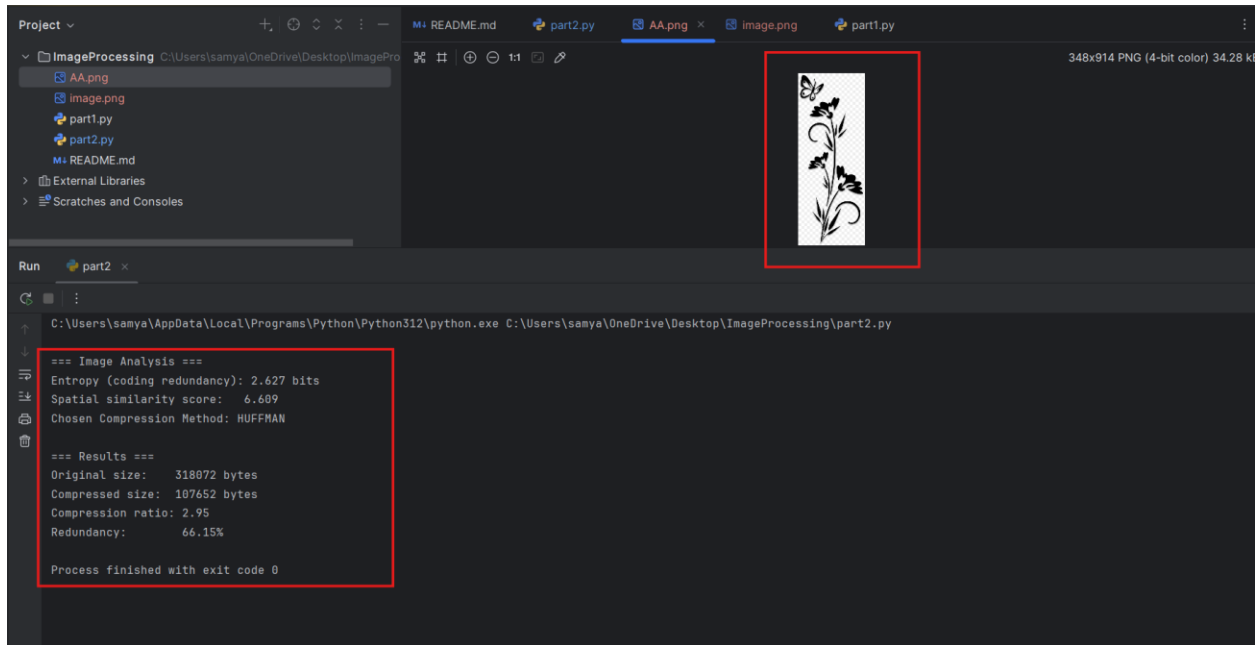 Project
README.md part2.py AA.png image.png part1.py
ImageProcessing C:\Users\samya\OneDrive\Desktop\ImagePro
1:1
348x914 PNG (4-bit color) 34.28 kB
AA.png
image.png
part1.py
part2.py
README.md
External Libraries
Scratches and Consoles
Run part2
C:\Users\samya\AppData\Local\Programs\Python\Python312\python.exe C:\Users\samya\OneDrive\Desktop\ImageProcessing\part2.py
=== Image Analysis ===
Entropy (coding redundancy): 2.627 bits
Spatial similarity score: 6.609
Chosen Compression Method: HUFFMAN
=== Results ===
Original size: 318072 bytes
Compressed size: 107652 bytes
Compression ratio: 2.95
Redundancy: 66.15%
Process finished with exit code 0